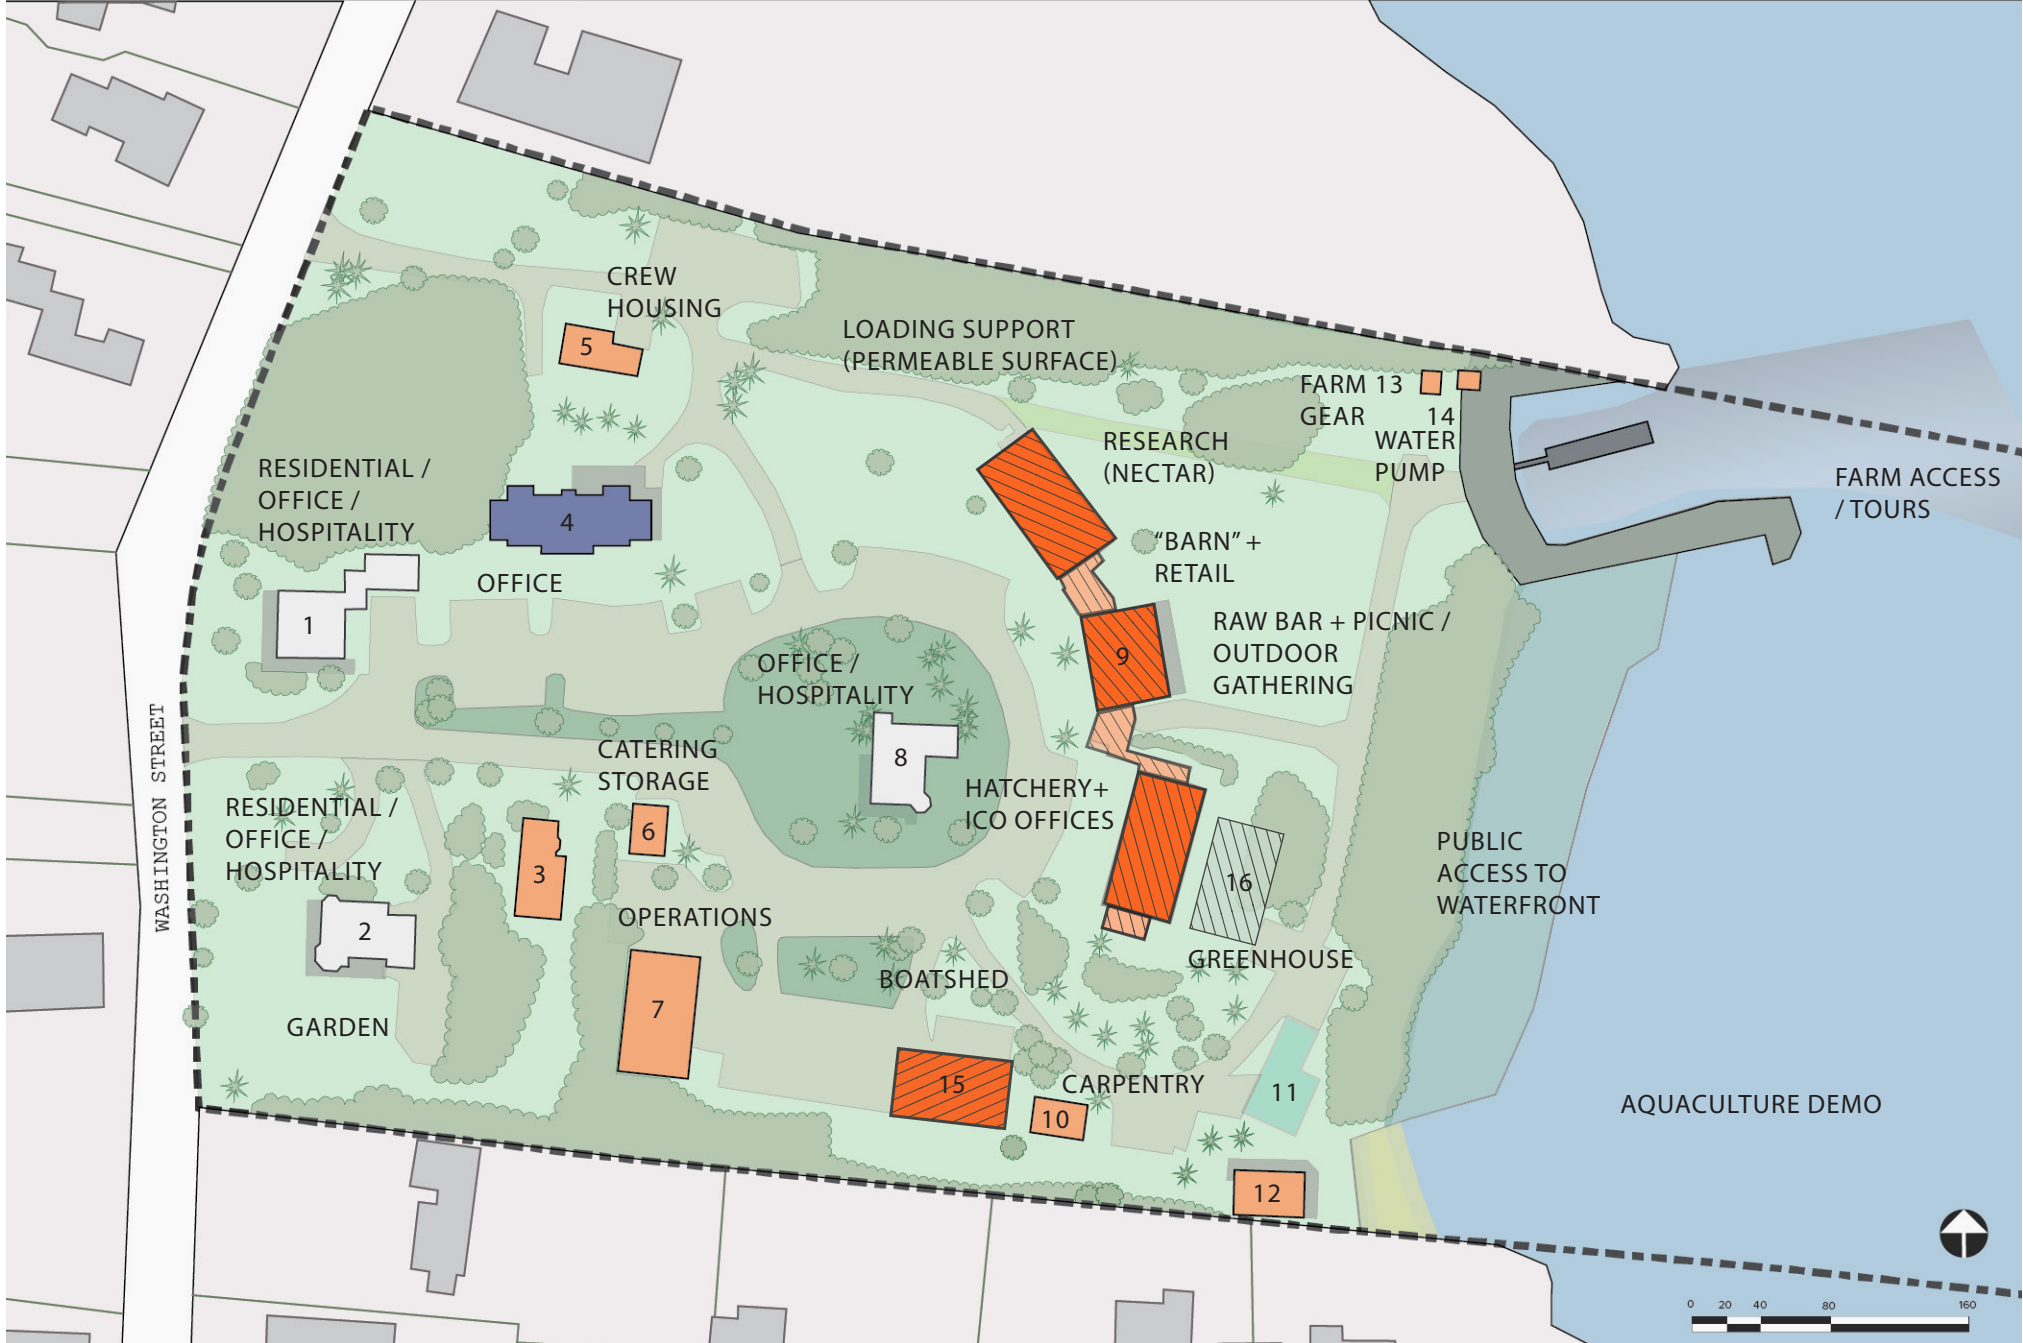 CREW
HOUSING
5
LOADING SUPPORT
(PERMEABLE SURFACE)
FARM 13
GEAR
14
WATER
PUMP
RESEARCH
(NECTAR)
FARM ACCESS
/ TOURS
RESIDENTIAL /
OFFICE /
HOSPITALITY
4
OFFICE
1
"BARN" +
RETAIL
9
RAW BAR + PICNIC /
OUTDOOR
GATHERING
OFFICE /
HOSPITALITY
8
WASHINGTON STREET
CATERING
STORAGE
6
HATCHERY+
ICO OFFICES
RESIDENTIAL /
OFFICE /
HOSPITALITY
3
2
16
PUBLIC
ACCESS TO
WATERFRONT
OPERATIONS
7
GREENHOUSE
BOATSHED
GARDEN
15
CARPENTRY
10
11
12
AQUACULTURE DEMO
0 20 40 80 160